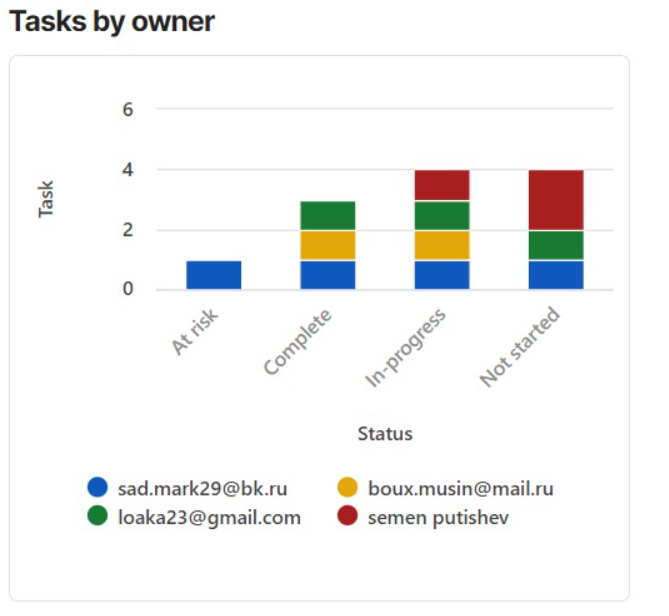 Tasks by owner
6
4
2
0
Task
At risk
Complete
In-progress
Not started
Status
sad.mark29@bk.ru
boux.musin@mail.ru
loaka23@gmail.com
semen putishev